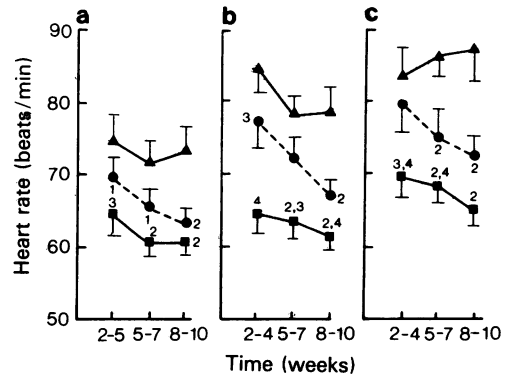 a b c
90
80
70
60
50
Heart rate (beats/min)
3 1 1 2 2 2
3 2 4 2,3 2,4
2 2 3,4 2,4 2
2-5 5-7 8-10 2-4 5-7 8-10 2-4 5-7 8-10
Time (weeks)